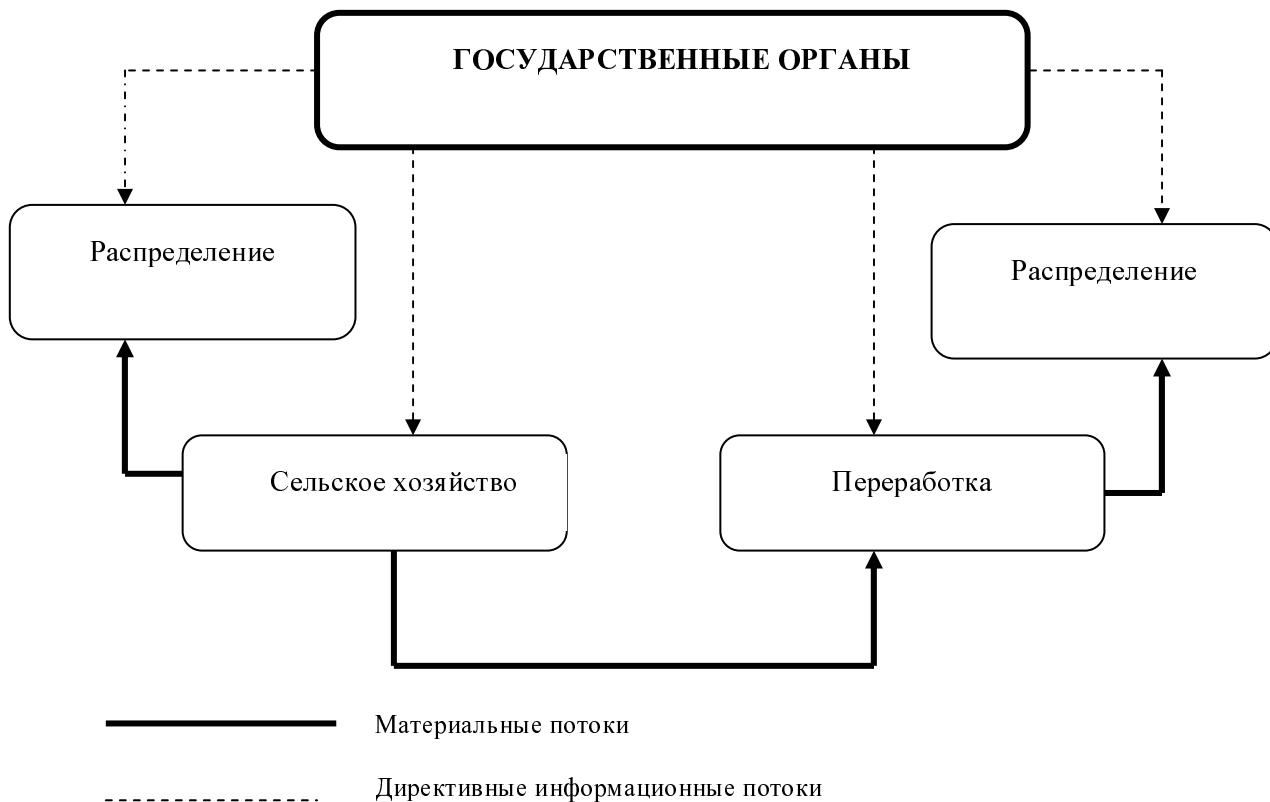 ГОСУДАРСТВЕННЫЕ ОРГАНЫ
Распределение
Распределение
Сельское хозяйство
Переработка
Материальные потоки
Директивные информационные потоки